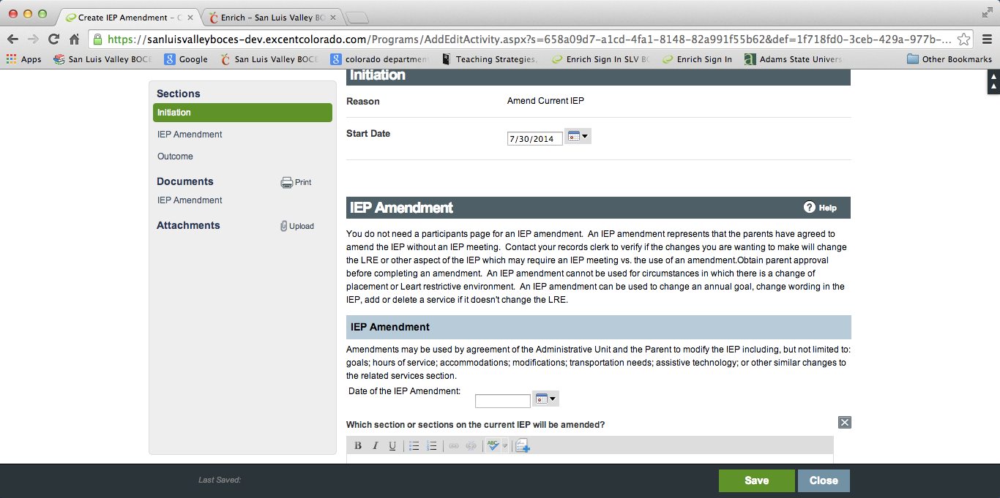 Create IEP Amendment – C
Enrich – San Luis Valley BO
https://sanluisvalleyboces-dev.excentcolorado.com/Programs/AddEditActivity.aspx?s=658a09d7-a1cd-4fa1-8148-82a991f55b62&def=1f718fd0-3ceb-429a-977b-...
Apps San Luis Valley BOCE Google San Luis Valley BOCE colorado departmen Teaching Strategies, Enrich Sign In SLV BO Enrich Sign In Adams State Univers Other Bookmarks
Sections
Initiation
IEP Amendment
Outcome
Documents Print
IEP Amendment
Attachments Upload
Initiation
Reason Amend Current IEP
Start Date 7/30/2014
IEP Amendment Help
You do not need a participants page for an IEP amendment. An IEP amendment represents that the parents have agreed to
amend the IEP without an IEP meeting. Contact your records clerk to verify if the changes you are wanting to make will change
the LRE or other aspect of the IEP which may require an IEP meeting vs. the use of an amendment.Obtain parent approval
before completing an amendment. An IEP amendment cannot be used for circumstances in which there is a change of
placement or Leart restrictive environment. An IEP amendment can be used to change an annual goal, change wording in the
IEP, add or delete a service if it doesn't change the LRE.
IEP Amendment
Amendments may be used by agreement of the Administrative Unit and the Parent to modify the IEP including, but not limited to:
goals; hours of service; accommodations; modifications; transportation needs; assistive technology; or other similar changes to
the related services section.
Date of the IEP Amendment:
Which section or sections on the current IEP will be amended?
B I U ABC
Last Saved: Save Close